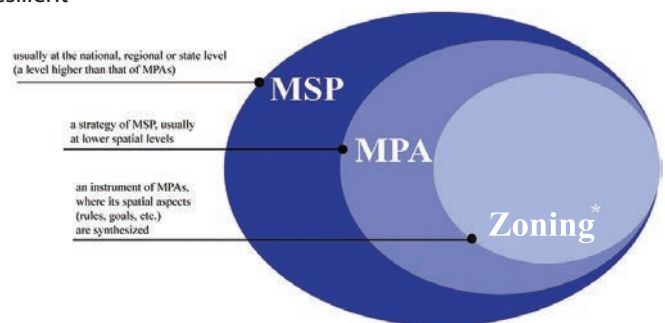 usually at the national, regional or state level
(a level higher than that of MPAs)
MSP
a strategy of MSP, usually
at lower spatial levels
MPA
an instrument of MPAs,
where its spatial aspects
(rules, goals, etc.)
are synthesized
Zoning*